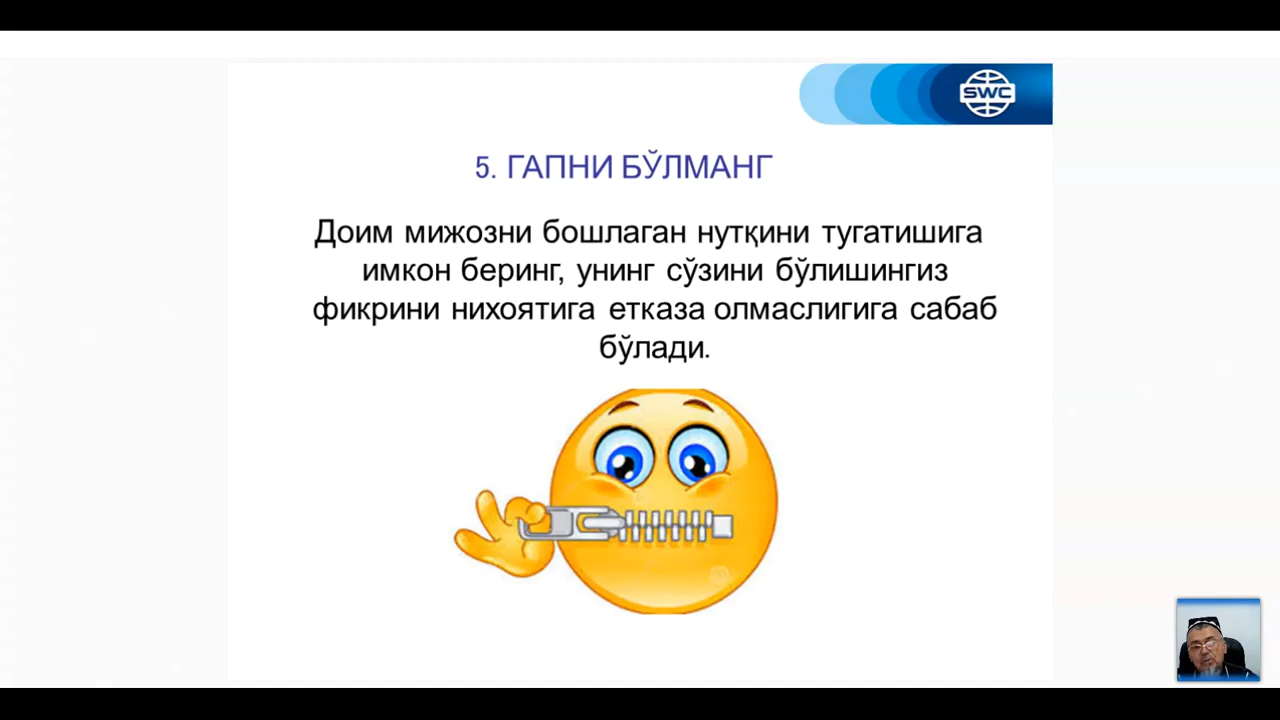 SWC
5. ГАПНИ БЎЛМАНГ
Доим мижозни бошлаган нутқини тугатишига
имкон беринг, унинг сўзини бўлишингиз
фикрини нихоятига етказа олмаслигига сабаб
бўлади.